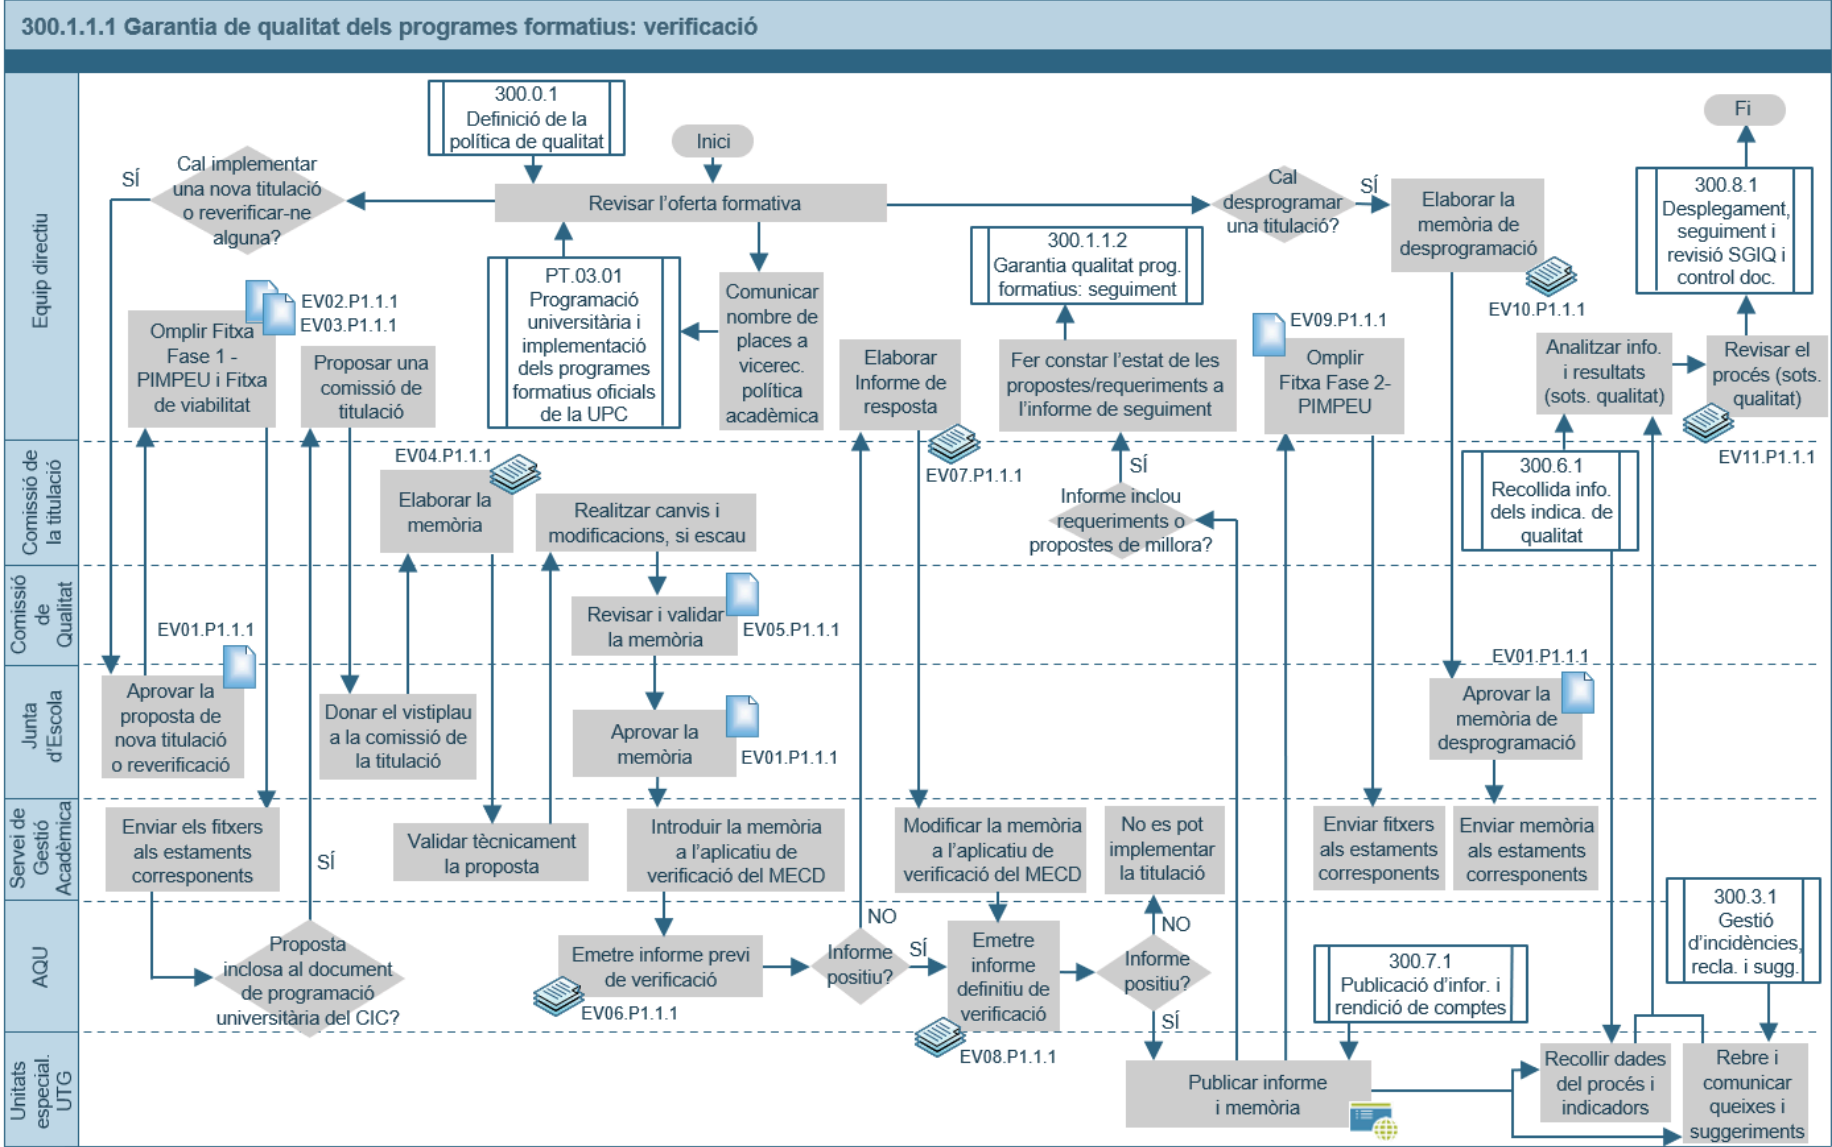 300.1.1.1 Garantia de qualitat dels programes formatius: verificació
Equip directiu
300.0.1
Definició de la
política de qualitat
Inici
Fi
Cal implementar
una nova titulació
o reverificar-ne
alguna?
SÍ
Revisar l'oferta formativa
Cal
desprogramar
una titulació?
SÍ
Elaborar la
memòria de
desprogramació
EV10.P1.1.1
300.8.1
Desplegament,
seguiment i
revisió SGIQ i
control doc.
EV02.P1.1.1
EV03.P1.1.1
Omplir Fitxa
Fase 1 -
PIMPEU i Fitxa
de viabilitat
Proposar una
comissió de
titulació
PT.03.01
Programació
universitària i
implementació
dels programes
formatius oficials
de la UPC
Comunicar
nombre de
places a
vicerec.
política
acadèmica
Elaborar
Informe de
resposta
EV07.P1.1.1
300.1.1.2
Garantia qualitat prog.
formatius: seguiment
Fer constar l'estat de les
propostes/requeriments a
l'informe de seguiment
EV09.P1.1.1
Omplir
Fitxa Fase 2-
PIMPEU
Analitzar info.
i resultats
(sots. qualitat)
Revisar el
procés (sots.
qualitat)
EV11.P1.1.1
Comissió de
la titulació
EV04.P1.1.1
Elaborar la
memòria
Realitzar canvis i
modificacions, si escau
SÍ
Informe inclou
requeriments o
propostes de millora?
300.6.1
Recollida info.
dels indica. de
qualitat
Comissió
de
Qualitat
EV01.P1.1.1
Revisar i validar
la memòria
EV05.P1.1.1
Junta
d'Escola
Aprovar la
proposta de
nova titulació
o reverificació
Donar el vistiplau
a la comissió de
la titulació
Aprovar la
memòria
EV01.P1.1.1
EV01.P1.1.1
Aprovar la
memòria de
desprogramació
Servei de
Gestió
Acadèmica
Enviar els fitxers
als estaments
corresponents
SÍ
Validar tècnicament
la proposta
Introduir la memòria
a l'aplicatiu de
verificació del MECD
Modificar la memòria
a l'aplicatiu de
verificació del MECD
No es pot
implementar
la titulació
Enviar fitxers
als estaments
corresponents
Enviar memòria
als estaments
corresponents
AQU
Proposta
inclosa al document
de programació
universitària del CIC?
Emetre informe previ
de verificació
EV06.P1.1.1
NO
Informe
positiu?
SÍ
Emetre
informe
definitiu de
verificació
EV08.P1.1.1
NO
Informe
positiu?
SÍ
300.7.1
Publicació d'infor. i
rendició de comptes
300.3.1
Gestió
d'incidències,
recla. i sugg.
Unitats
especial.
UTG
Publicar informe
i memòria
Recollir dades
del procés i
indicadors
Rebre i
comunicar
queixes i
suggeriments